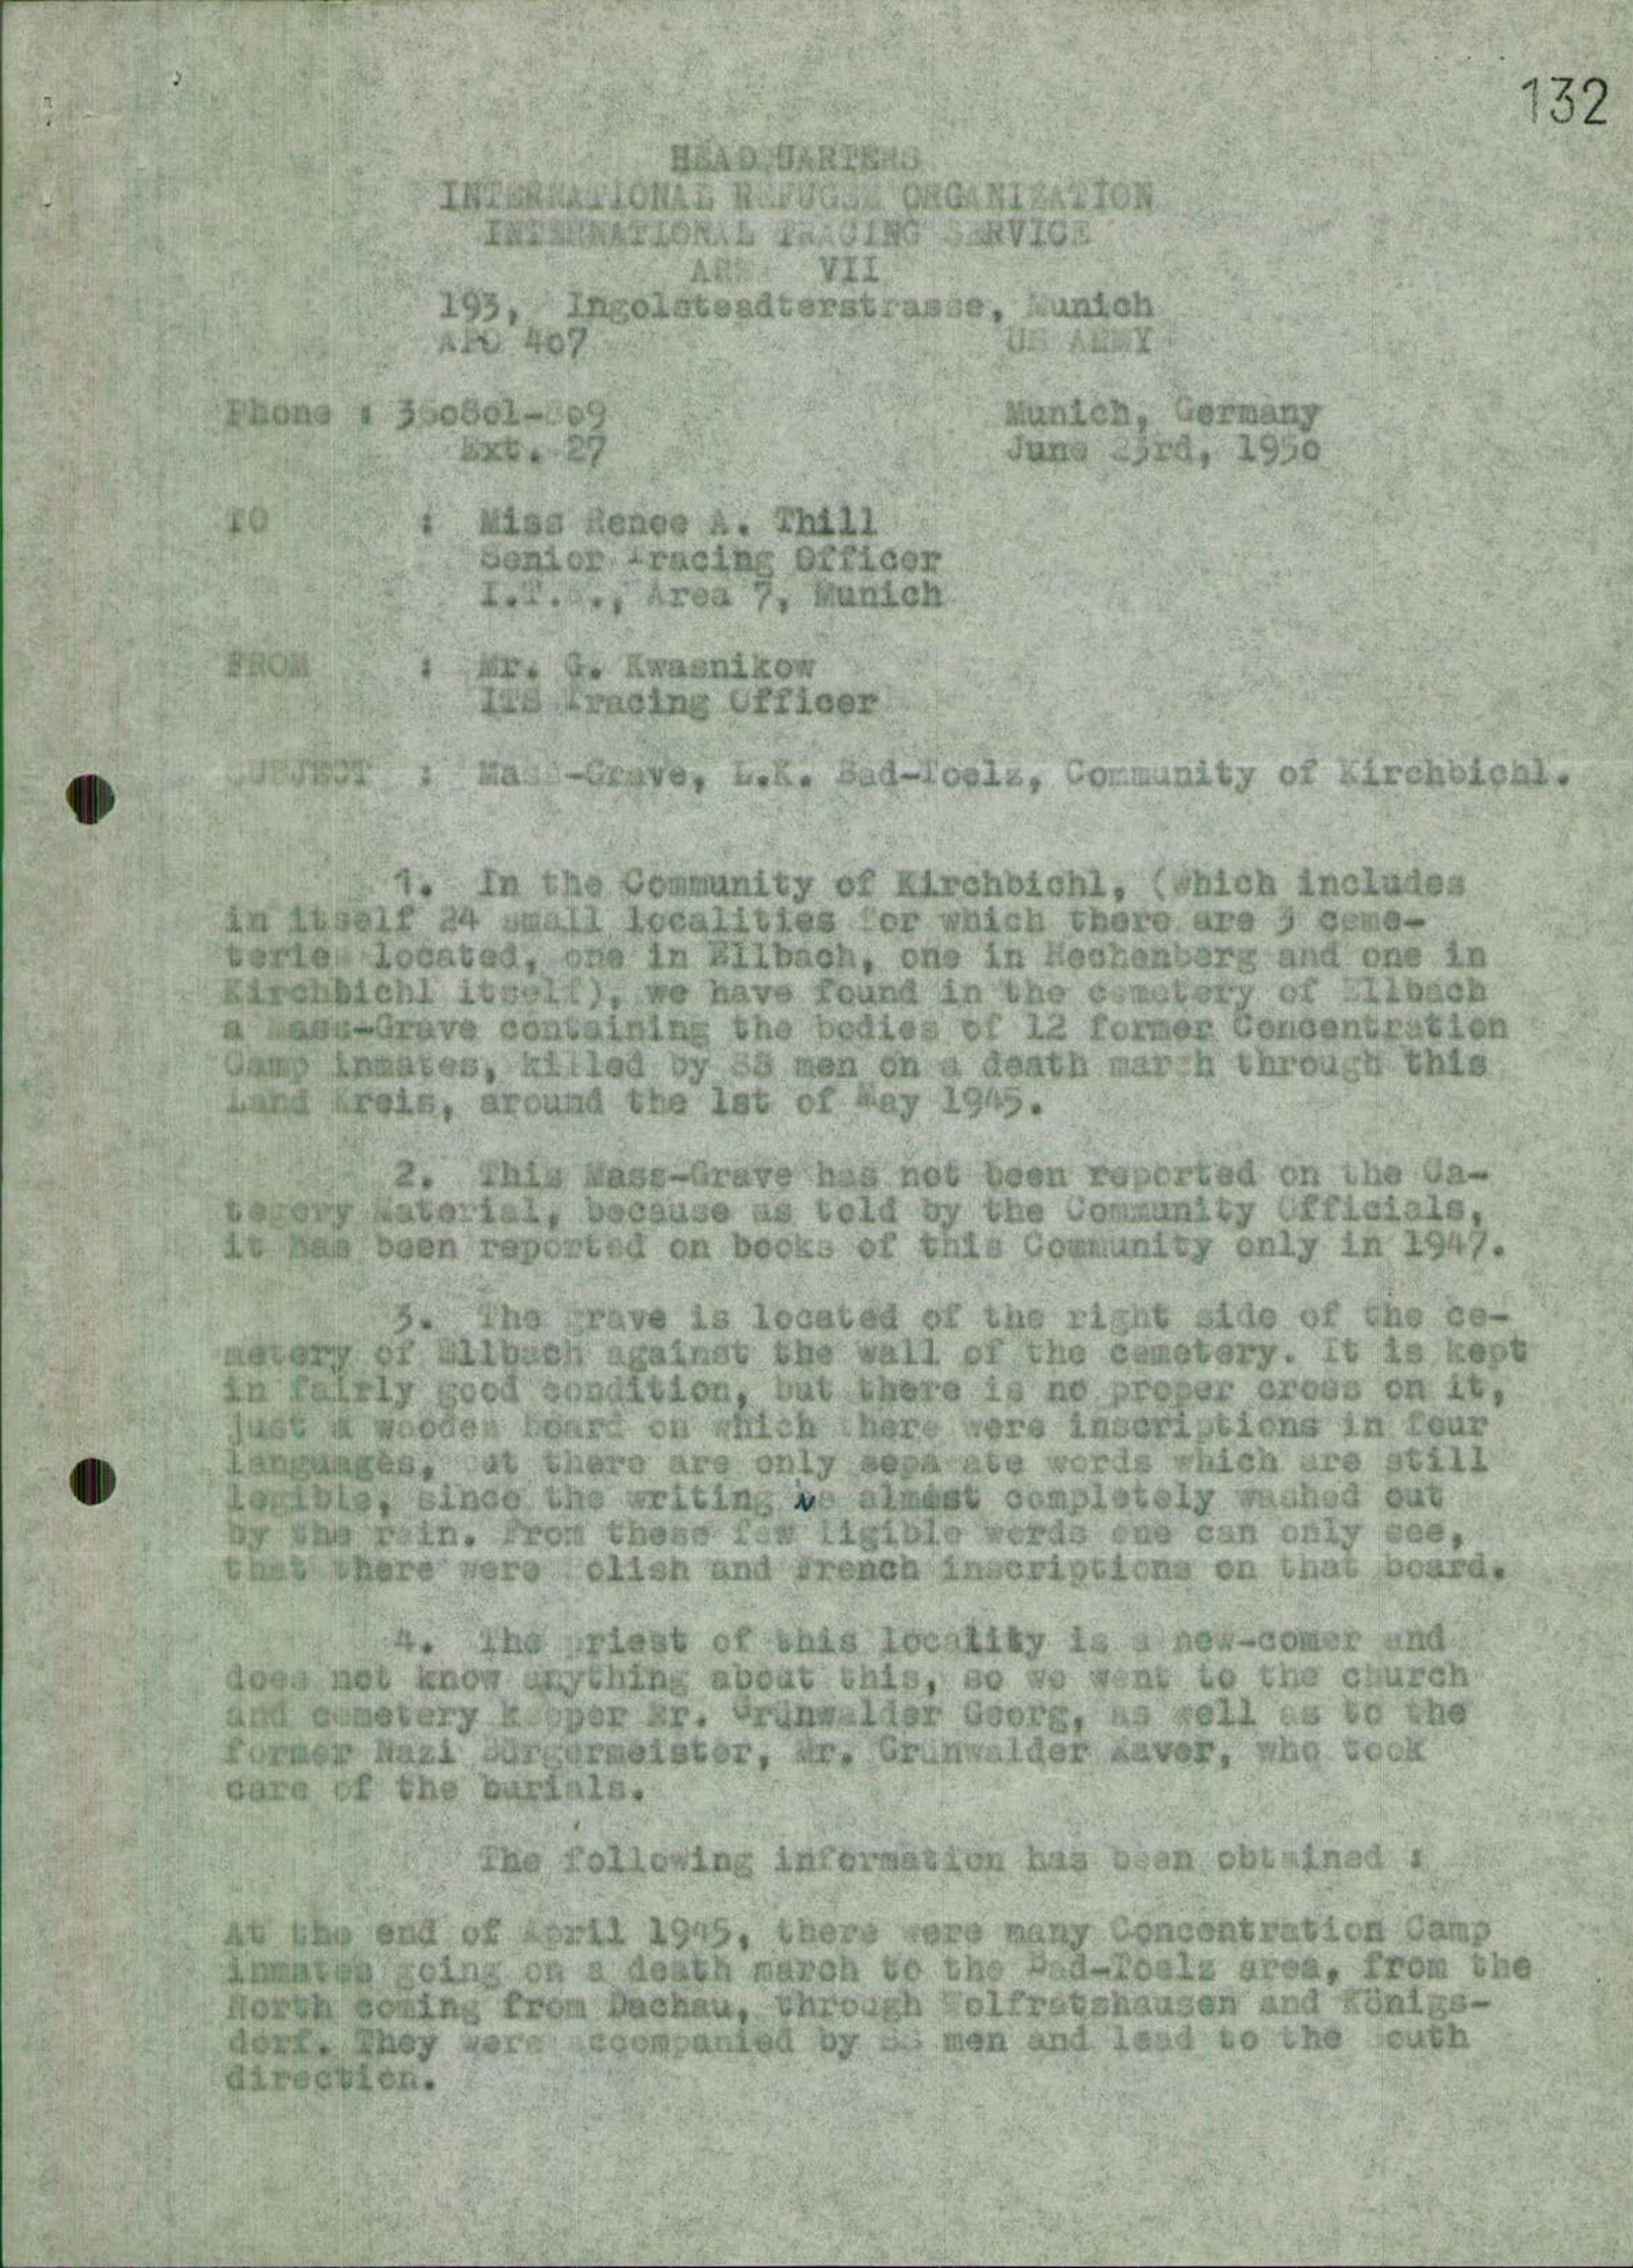 132
HEADQUARTERS
INTERNATIONAL REFUGEE ORGANIZATION
INTERNATIONAL TRACING SERVICE
AREA VII
193, Ingolsteadterstrasse, Munich
APO 407 US ARMY
Phone : 360801-809 Munich, Germany
Ext. 27 June 23rd, 1950
TO : Miss Renee A. Thill
Senior Tracing Officer
I.T.S., Area 7, Munich
FROM : Mr. G. Kwasnikow
ITS Tracing Officer
SUBJECT : Mass-Grave, L.K. Bad-Toelz, Community of Kirchbichl.
1. In the Community of Kirchbichl, (which includes
in itself 24 small localities for which there are 3 ceme-
teries located, one in Ellbach, one in Hechenberg and one in
Kirchbichl itself), we have found in the cemetery of Ellbach
a Mass-Grave containing the bodies of 12 former Concentration
Camp inmates, killed by SS men on a death march through this
Land Kreis, around the 1st of May 1945.
2. This Mass-Grave has not been reported on the Ca-
tegory Material, because as told by the Community Officials,
it has been reported on books of this Community only in 1947.
3. The grave is located of the right side of the ce-
metery of Ellbach against the wall of the cemetery. It is kept
in fairly good condition, but there is no proper cross on it,
just a wooden board on which there were inscriptions in four
languages, but there are only separate words which are still
legible, since the writing is almost completely washed out
by the rain. From these few ligible words one can only see,
that there were Polish and French inscriptions on that board.
4. The priest of this locality is a new-comer and
does not know anything about this, so we went to the church
and cemetery keeper Mr. Grünwalder Georg, as well as to the
former Nazi Burgermeister, Mr. Grunwalder Xaver, who took
care of the burials.
The following information has been obtained :
At the end of April 1945, there were many Concentration Camp
inmates going on a death march to the Bad-Toelz area, from the
North coming from Dachau, through Wolfratshausen and Königs-
dorf. They were accompanied by SS men and lead to the South
direction.